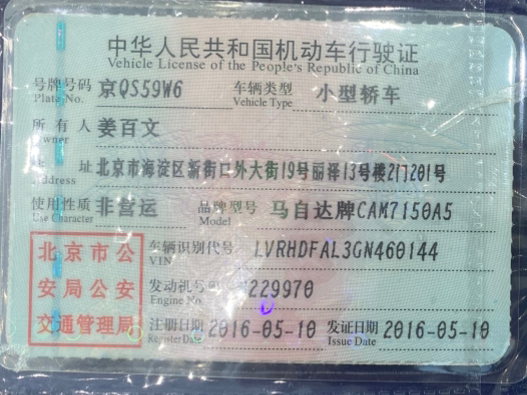 中华人民共和国机动车行驶证
Vehicle License of the People's Republic of China
号牌号码 京QS59W6 车辆类型 小型轿车
Plate No. Vehicle Type
所有人 姜百文
Owner
址 北京市海淀区新街口外大街19号丽泽13号楼2门201号
Address
使用性质 非营运 品牌型号 马自达牌CAM7150A5
Use Character Model
北京市公 车辆识别代号 LVRHDFAL3GN460144
VIN
安局公安 发动机号码 229970
Engine No.
交通管理局 注册日期 2016-05-10 发证日期 2016-05-10
Register Date Issue Date